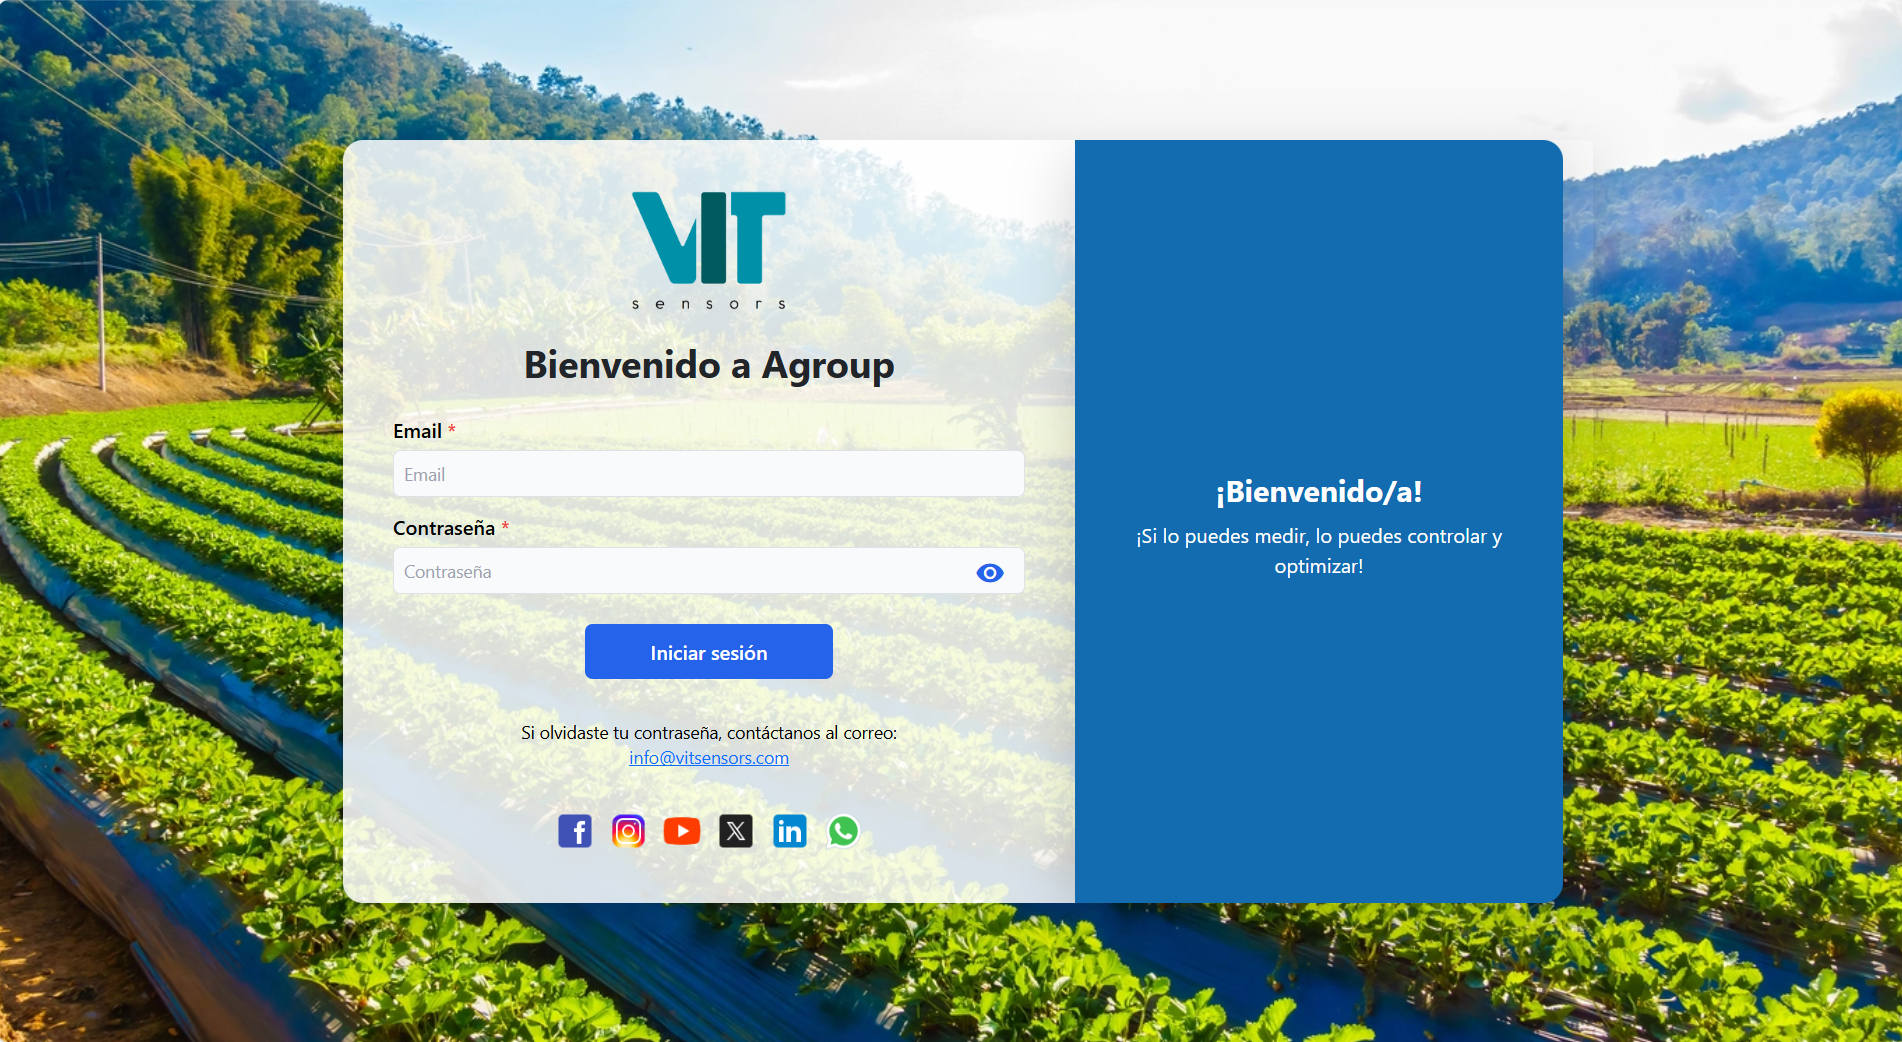 VIT
sensors
Bienvenido a Agroup
Email *
Email
Contraseña *
Contraseña
Iniciar sesión
Si olvidaste tu contraseña, contáctanos al correo:
info@vitsensors.com
¡Bienvenido/a!
¡Si lo puedes medir, lo puedes controlar y
optimizar!